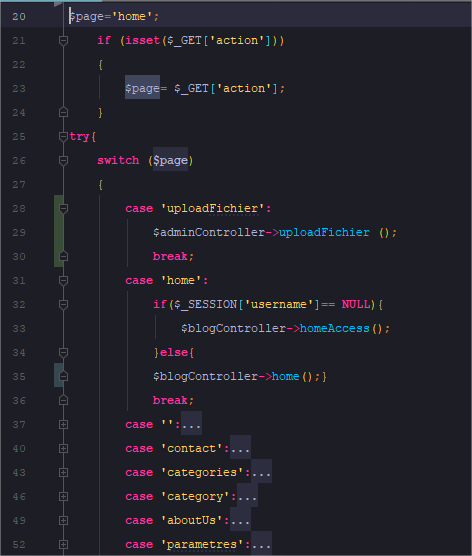 20 $page='home';
21 if (isset($_GET['action']))
22 {
23 $page= $_GET['action'];
24 }
25 try{
26 switch ($page)
27 {
28 case 'uploadFichier':
29 $adminController->uploadFichier ();
30 break;
31 case 'home':
32 if($_SESSION['username']== NULL){
33 $blogController->homeAccess();
34 }else{
35 $blogController->home();}
36 break;
37 case '':...
40 case 'contact':...
43 case 'categories':...
46 case 'category':...
49 case 'aboutUs':...
52 case 'parametres':...